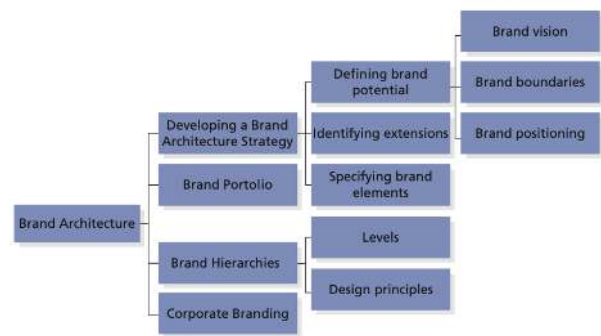 Brand Architecture
Developing a Brand
Architecture Strategy
Defining brand
potential
Brand vision
Brand boundaries
Brand positioning
Identifying extensions
Specifying brand
elements
Brand Portolio
Brand Hierarchies
Levels
Design principles
Corporate Branding